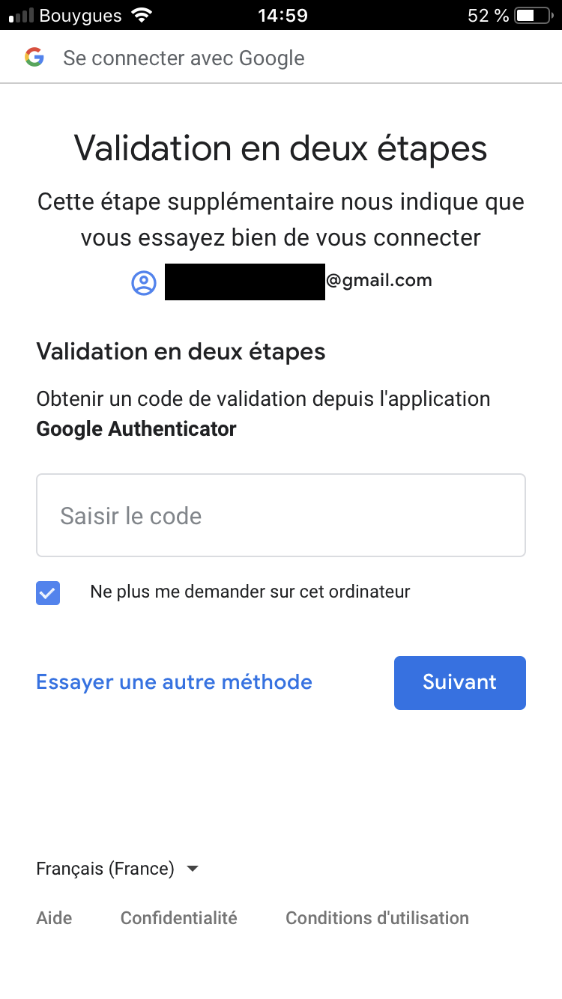 Bouygues 14:59 52 %
Se connecter avec Google
Validation en deux étapes
Cette étape supplémentaire nous indique que
vous essayez bien de vous connecter
@gmail.com
Validation en deux étapes
Obtenir un code de validation depuis l'application
Google Authenticator
Saisir le code
Ne plus me demander sur cet ordinateur
Essayer une autre méthode Suivant
Français (France)
Aide Confidentialité Conditions d'utilisation